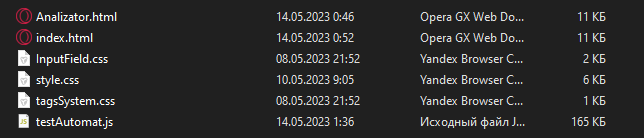 Analizator.html 14.05.2023 0:46 Opera GX Web Do... 11 КБ
index.html 14.05.2023 0:52 Opera GX Web Do... 11 КБ
InputField.css 08.05.2023 21:52 Yandex Browser C... 2 КБ
style.css 10.05.2023 9:05 Yandex Browser C... 6 КБ
tagsSystem.css 08.05.2023 21:52 Yandex Browser C... 1 КБ
testAutomat.js 14.05.2023 1:36 Исходный файл J... 165 КБ